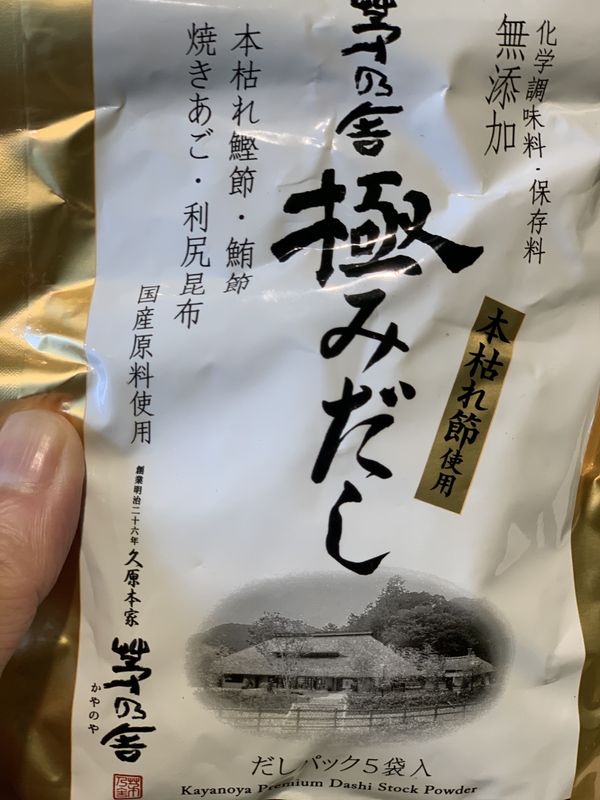 化学調味料・保存料
無添加
茅乃舎
極みだし
本枯れ節使用
本枯れ鰹節・鮪節
焼きあご・利尻昆布
国産原料使用
創業明治二十六年 久原本家
茅乃舎
かやのや
だしパック5袋入
Kayanoya Premium Dashi Stock Powder